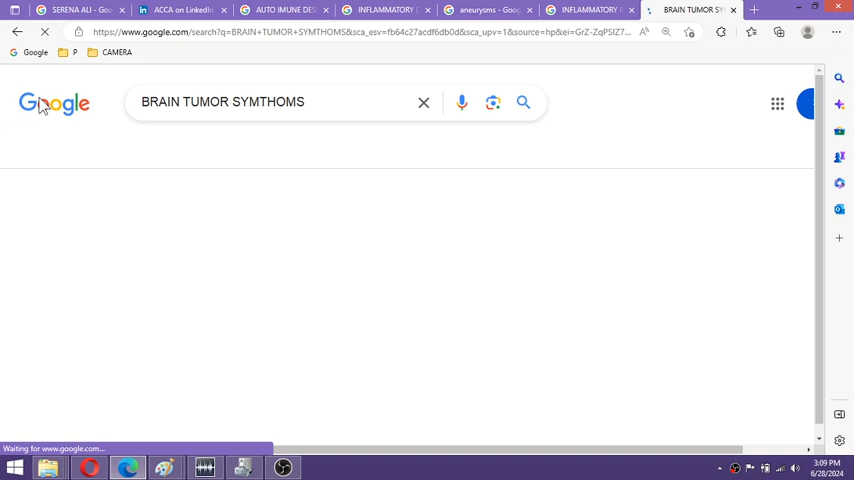 SERENA ALI - Goo
ACCA on LinkedIn
AUTO IMUNE DES
INFLAMMATORY D
aneurysms - Goog
INFLAMMATORY B
BRAIN TUMOR SY
https://www.google.com/search?q=BRAIN+TUMOR+SYMTHOMS&sca_esv=fb64c27acdf6db0d&sca_upv=1&source=hp&ei=GrZ-ZqPSIZ7...
Google
P
CAMERA
Google
BRAIN TUMOR SYMTHOMS
Waiting for www.google.com...
3:09 PM
6/28/2024